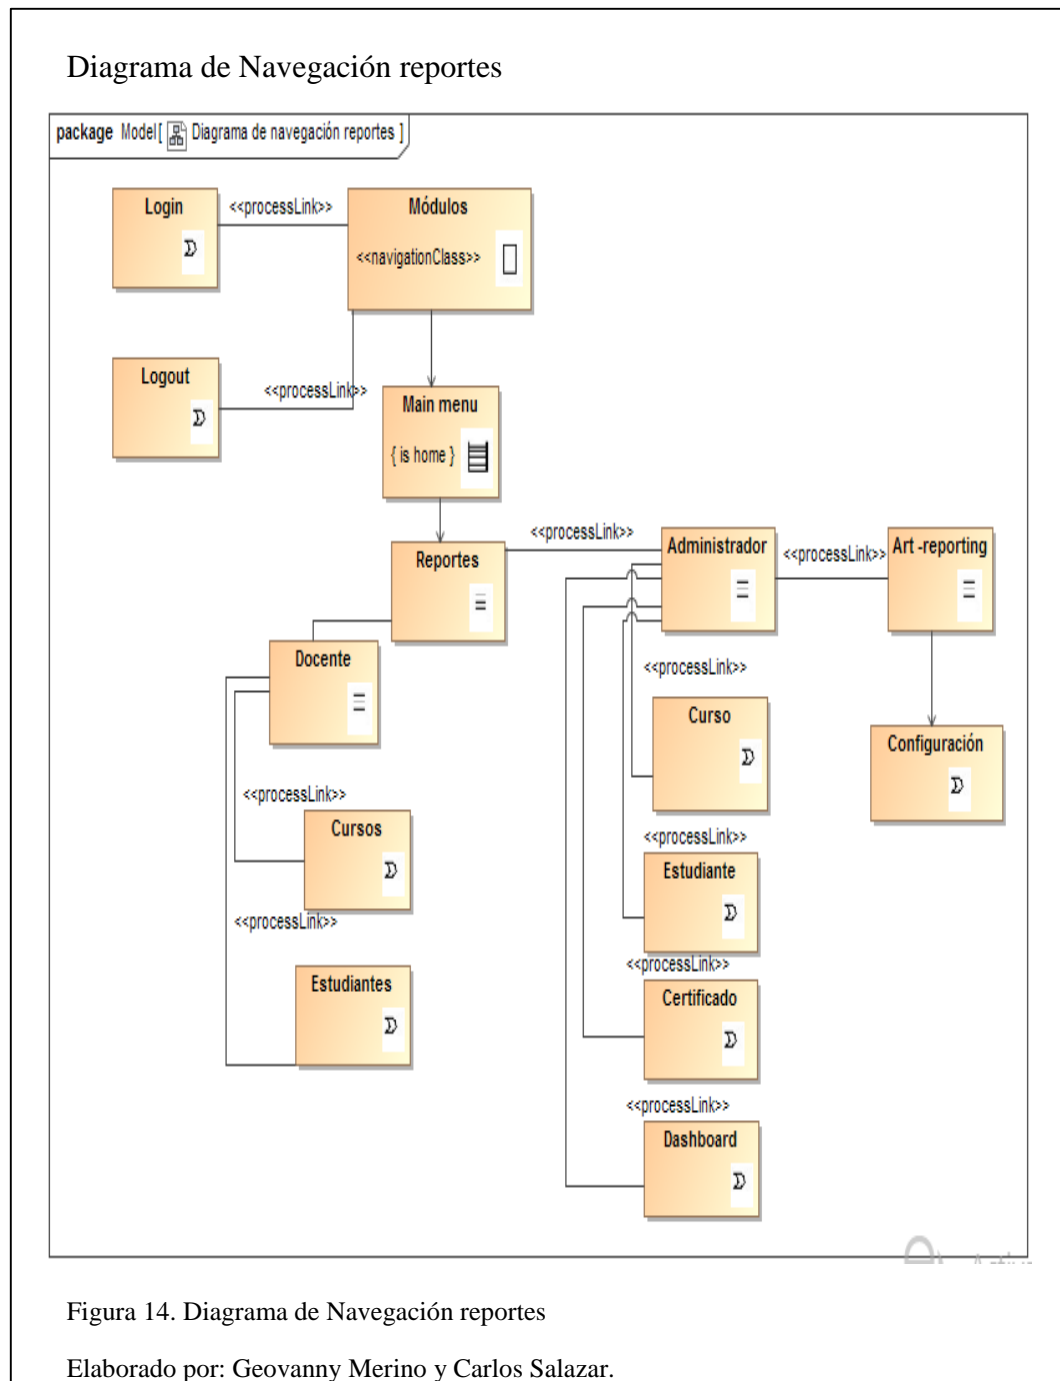 Diagrama de Navegación reportes
package Model[ Diagrama de navegación reportes ]
Login
<<processLink>>
Módulos
<<navigationClass>>
Logout
<<processLink>>
Main menu
{ is home }
Reportes
<<processLink>>
Administrador
<<processLink>>
Art -reporting
Docente
<<processLink>>
Curso
Configuración
<<processLink>>
Cursos
<<processLink>>
Estudiante
<<processLink>>
Estudiantes
<<processLink>>
Certificado
<<processLink>>
Dashboard
Figura 14. Diagrama de Navegación reportes
Elaborado por: Geovanny Merino y Carlos Salazar.